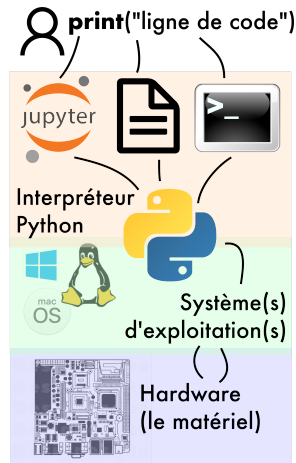 print("ligne de code")
jupyter
>_
Interpréteur
Python
mac
OS
Système(s)
d'exploitation(s)
Hardware
(le matériel)